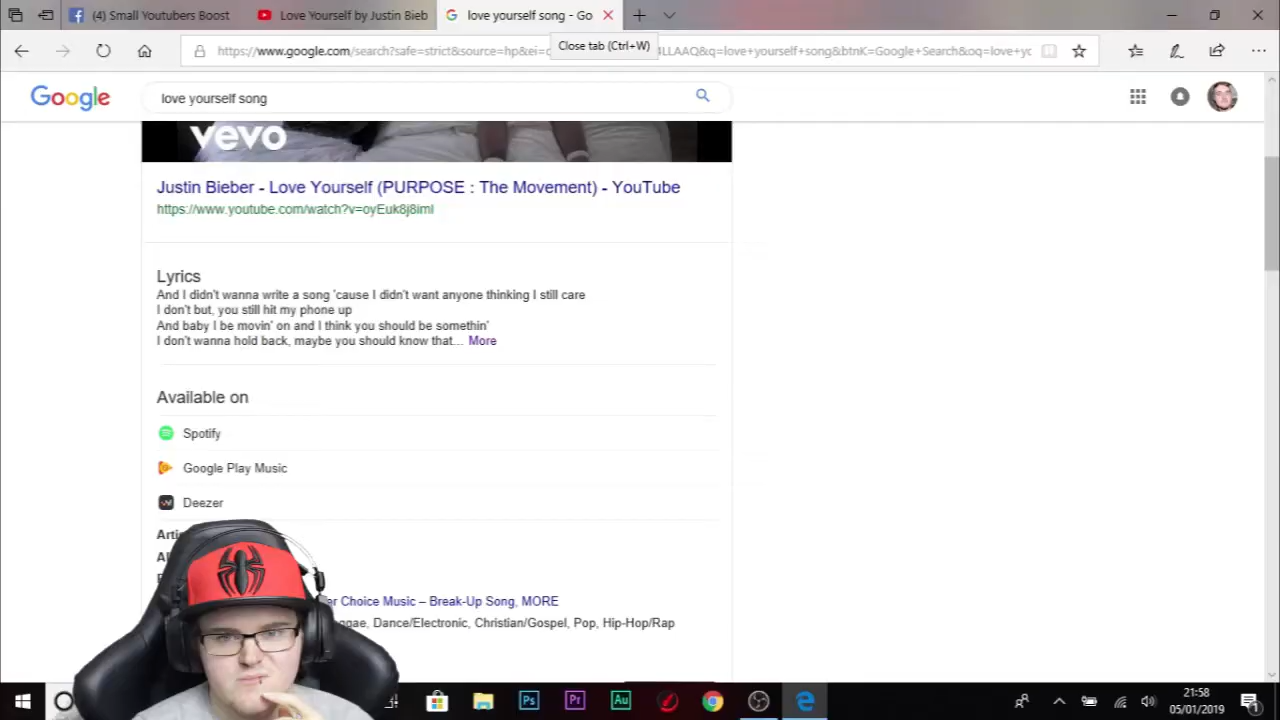 (4) Small Youtubers Boost
Love Yourself by Justin Bieb
love yourself song - Go
Close tab (Ctrl+W)
https://www.google.com/search?safe=strict&source=hp&ei=
LLAAQ&q=love+yourself+song&btnK=Google+Search&oq=love+yc
Google
love yourself song
vevo
Justin Bieber - Love Yourself (PURPOSE : The Movement) - YouTube
https://www.youtube.com/watch?v=oyEuk8j8imI
Lyrics
And I didn't wanna write a song 'cause I didn't want anyone thinking I still care
I don't but, you still hit my phone up
And baby I be movin' on and I think you should be somethin'
I don't wanna hold back, maybe you should know that... More
Available on
Spotify
Google Play Music
Deezer
Choice Music – Break-Up Song, MORE
Dance/Electronic, Christian/Gospel, Pop, Hip-Hop/Rap
Ps
Pr
Au
21:58
05/01/2019
1